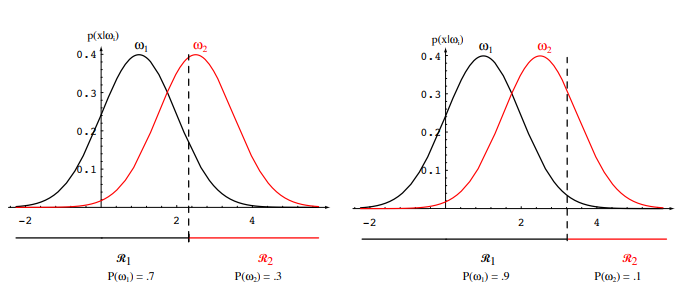 p(x|ωᵢ)
ω₁
ω₂
0.4
0.3
0.2
0.1
-2
2
4
ℛ₁
ℛ₂
P(ω₁) = .7
P(ω₂) = .3
p(x|ωᵢ)
ω₁
ω₂
0.4
0.3
0.2
0.1
-2
2
4
ℛ₁
ℛ₂
P(ω₁) = .9
P(ω₂) = .1